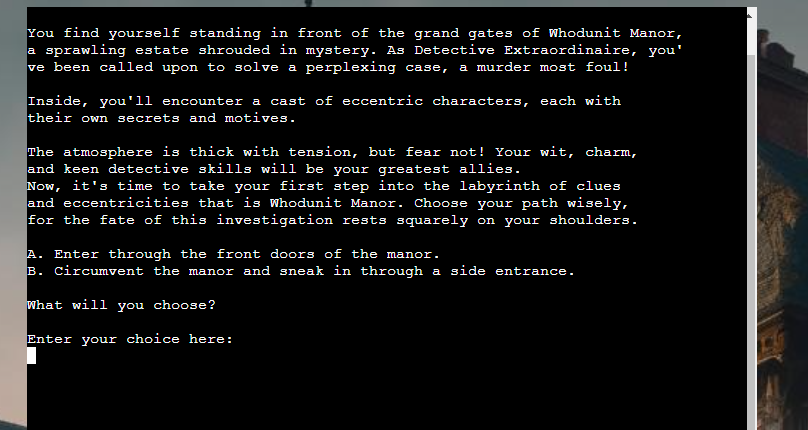 You find yourself standing in front of the grand gates of Whodunit Manor,
a sprawling estate shrouded in mystery. As Detective Extraordinaire, you'
ve been called upon to solve a perplexing case, a murder most foul!
Inside, you'll encounter a cast of eccentric characters, each with
their own secrets and motives.
The atmosphere is thick with tension, but fear not! Your wit, charm,
and keen detective skills will be your greatest allies.
Now, it's time to take your first step into the labyrinth of clues
and eccentricities that is Whodunit Manor. Choose your path wisely,
for the fate of this investigation rests squarely on your shoulders.
A. Enter through the front doors of the manor.
B. Circumvent the manor and sneak in through a side entrance.
What will you choose?
Enter your choice here: